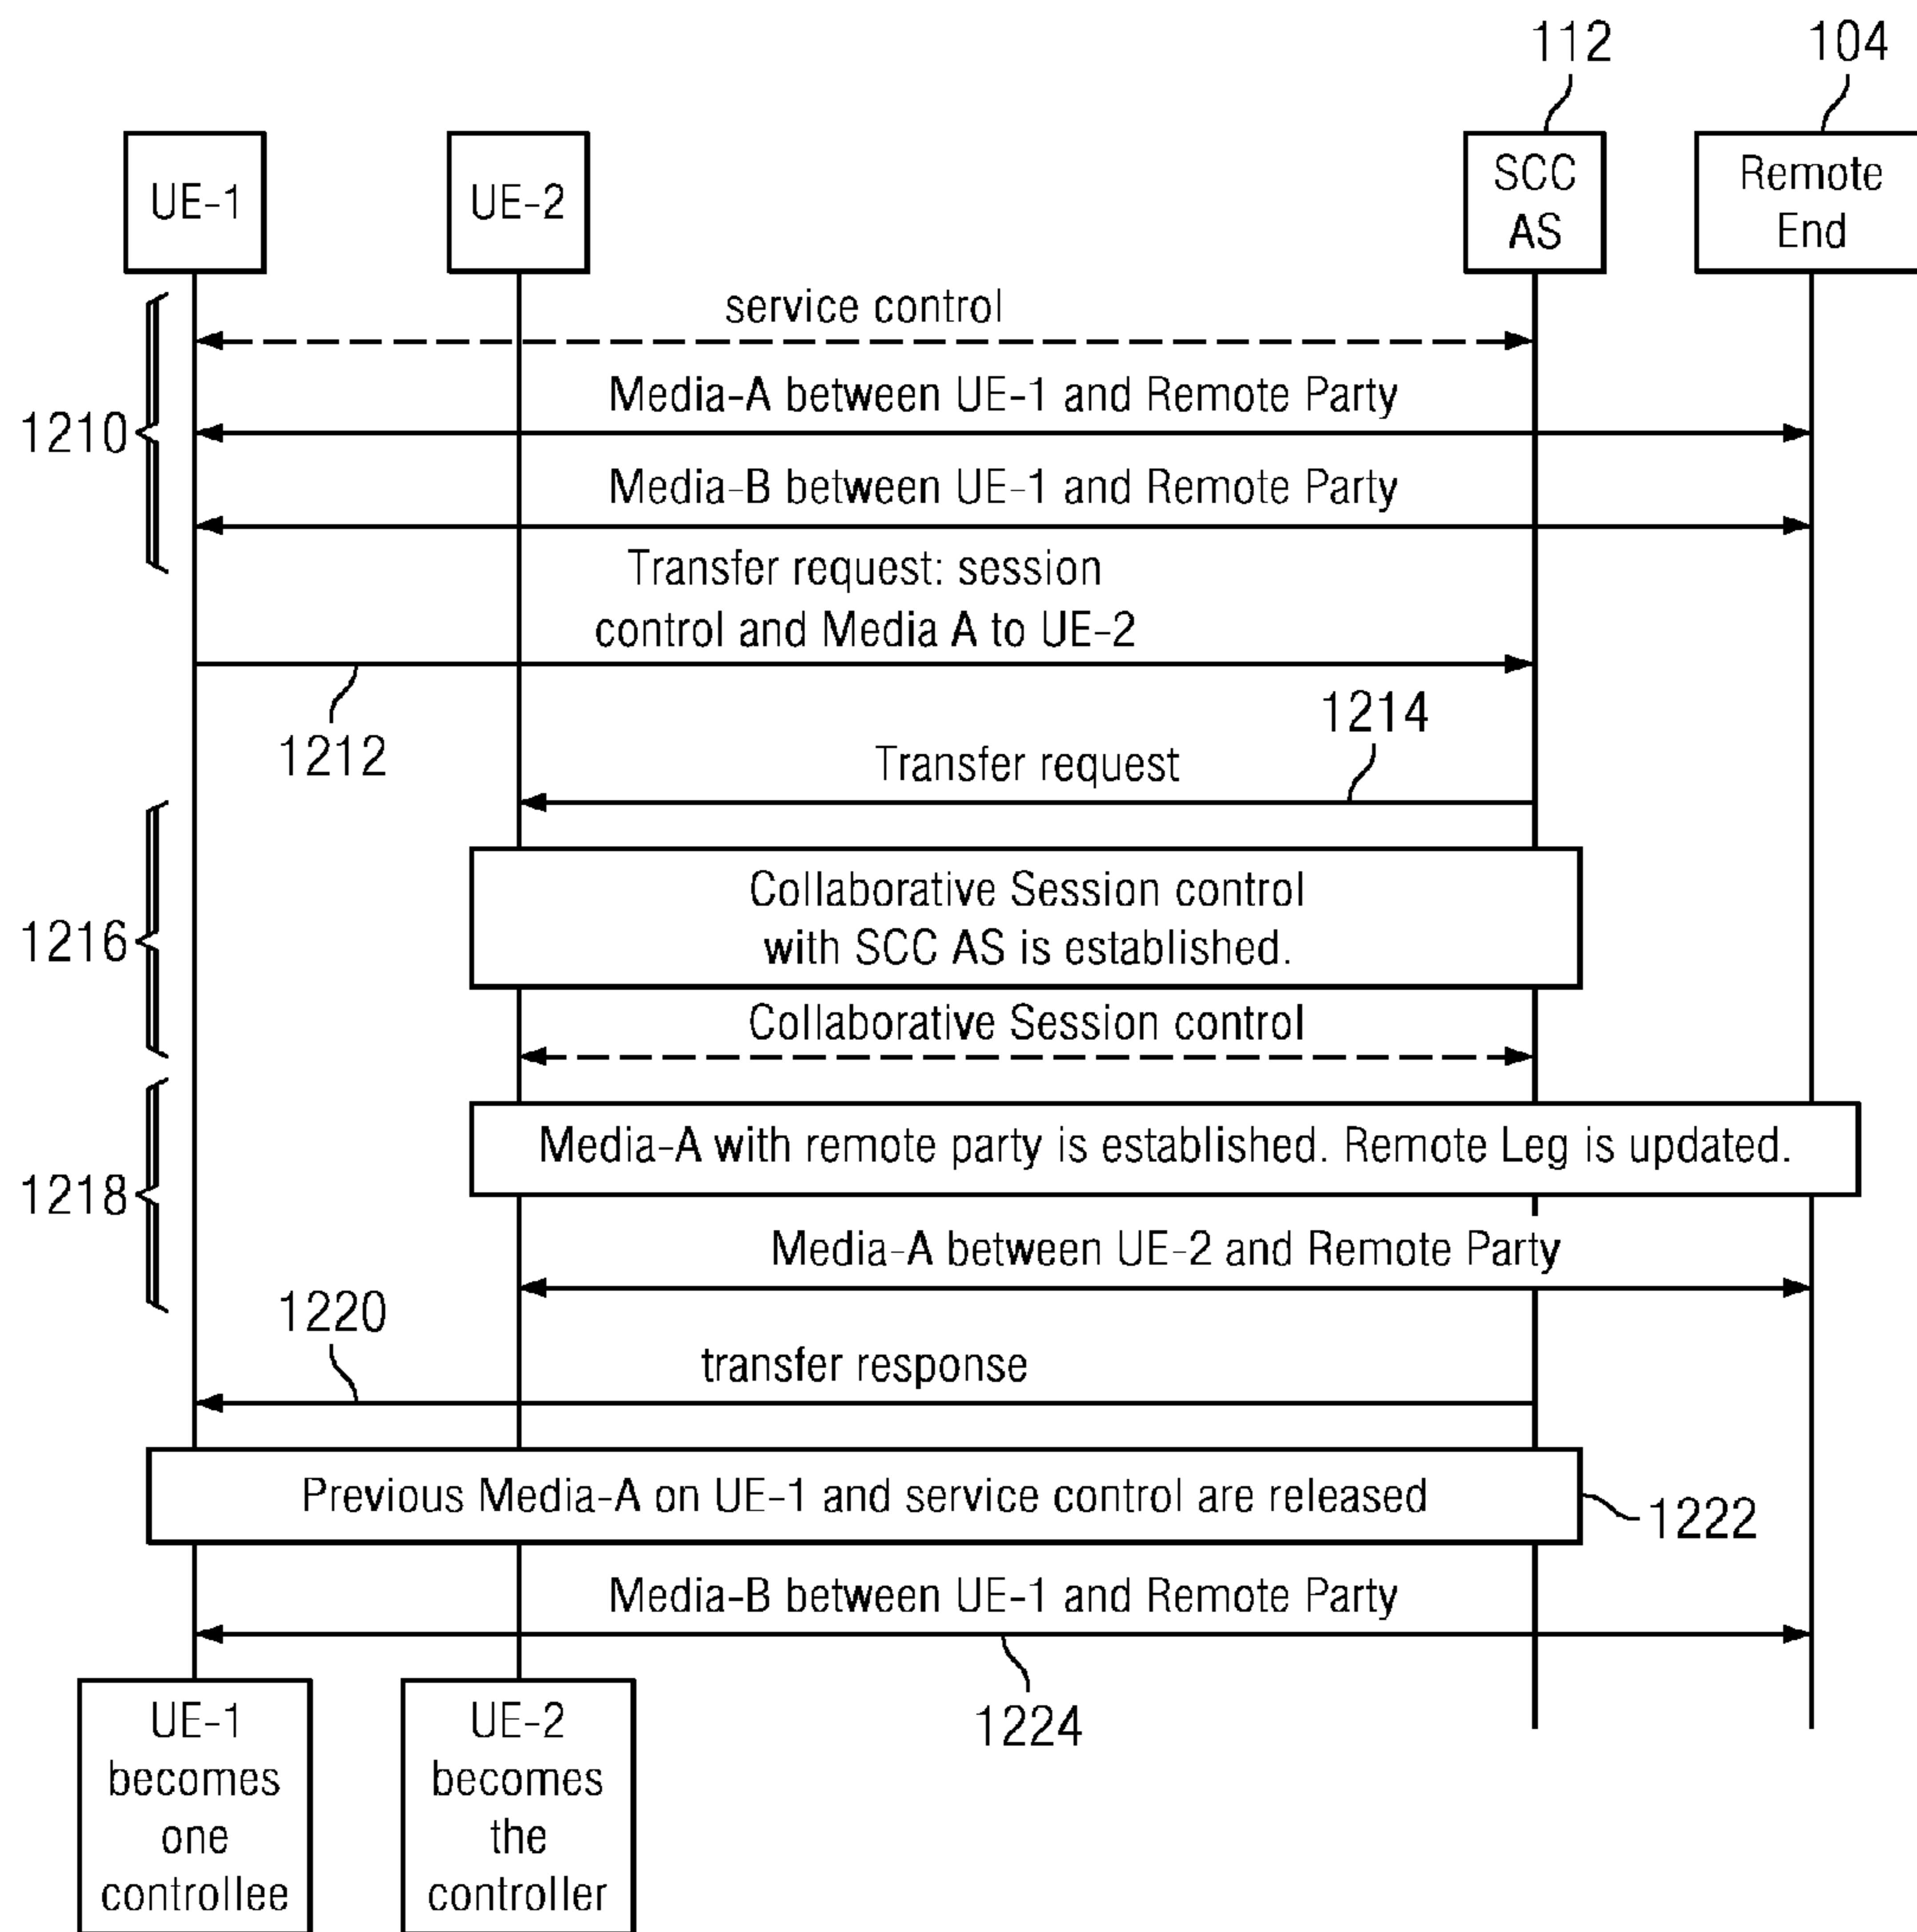 112
104
UE-1
UE-2
SCC
AS
Remote
End
service control
Media-A between UE-1 and Remote Party
1210
Media-B between UE-1 and Remote Party
Transfer request: session
control and Media A to UE-2
1212
1214
Transfer request
1216
Collaborative Session control
with SCC AS is established.
Collaborative Session control
1218
Media-A with remote party is established. Remote Leg is updated.
Media-A between UE-2 and Remote Party
1220
transfer response
Previous Media-A on UE-1 and service control are released
1222
Media-B between UE-1 and Remote Party
1224
UE-1
becomes
one
controllee
UE-2
becomes
the
controller